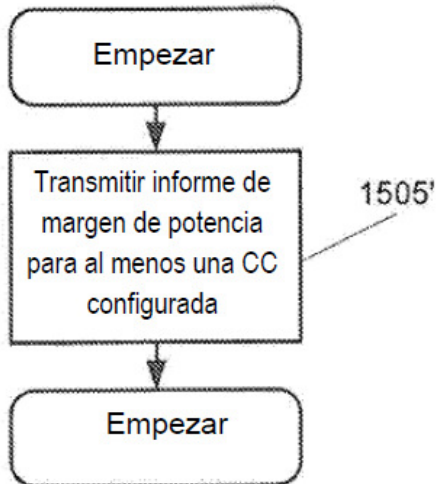 Empezar
Transmitir informe de
margen de potencia
para al menos una CC
configurada
1505'
Empezar